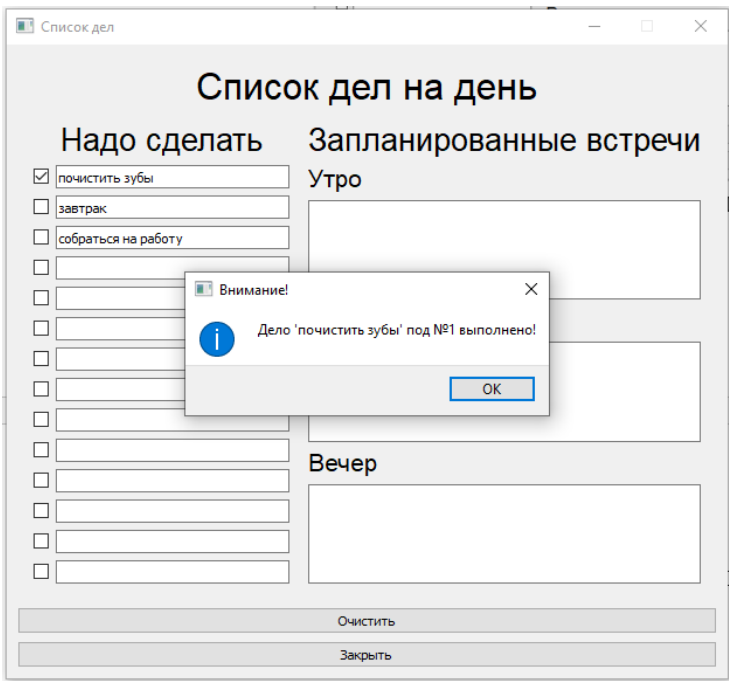 Список дел
Список дел на день
Надо сделать
Запланированные встречи
почистить зубы
завтрак
собраться на работу
Утро
Внимание!
Дело 'почистить зубы' под №1 выполнено!
OK
Вечер
Очистить
Закрыть